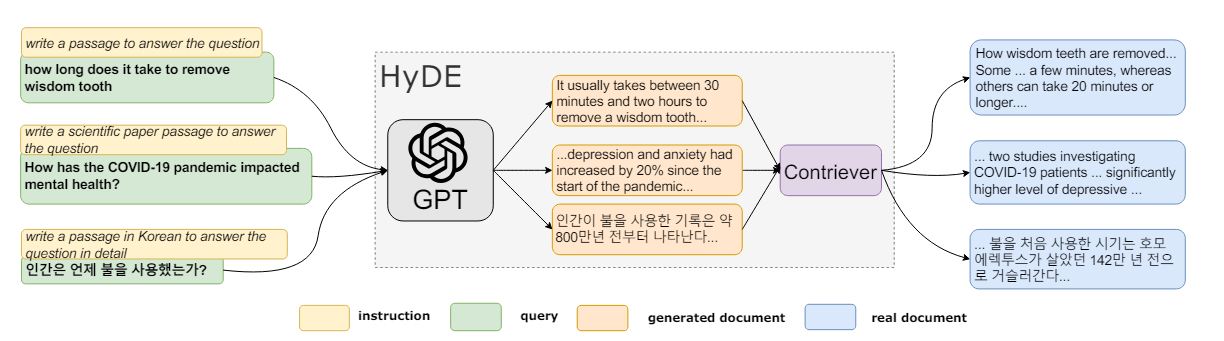 write a passage to answer the question
how long does it take to remove
wisdom tooth
write a scientific paper passage to answer
the question
How has the COVID-19 pandemic impacted
mental health?
write a passage in Korean to answer the
question in detail
인간은 언제 불을 사용했는가?
HyDE
GPT
It usually takes between 30
minutes and two hours to
remove a wisdom tooth...
...depression and anxiety had
increased by 20% since the
start of the pandemic...
인간이 불을 사용한 기록은 약
800만년 전부터 나타난다...
Contriever
How wisdom teeth are removed...
Some ... a few minutes, whereas
others can take 20 minutes or
longer....
... two studies investigating
COVID-19 patients ... significantly
higher level of depressive ...
... 불을 처음 사용한 시기는 호모
에렉투스가 살았던 142만 년 전으
로 거슬러간다...
instruction
query
generated document
real document